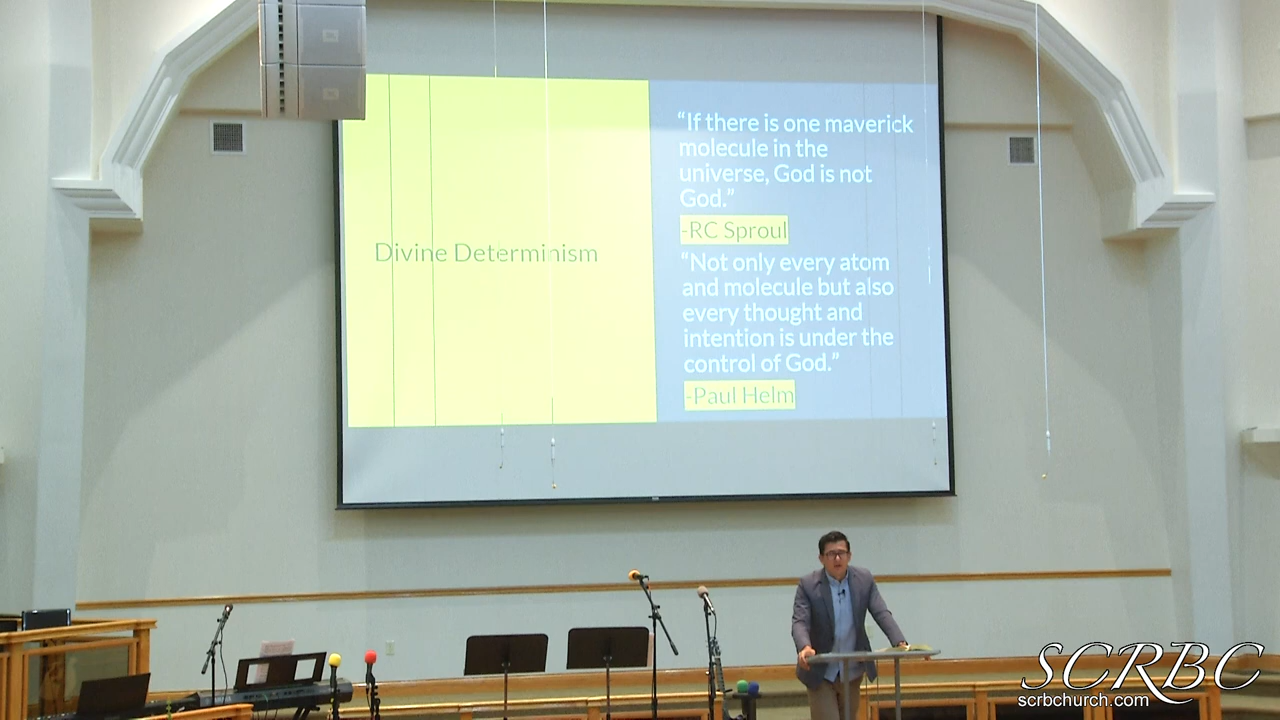 Divine Determinism
“If there is one maverick
molecule in the
universe, God is not
God.”
-RC Sproul
“Not only every atom
and molecule but also
every thought and
intention is under the
control of God.”
-Paul Helm
SCRBC
scrbchurch.com